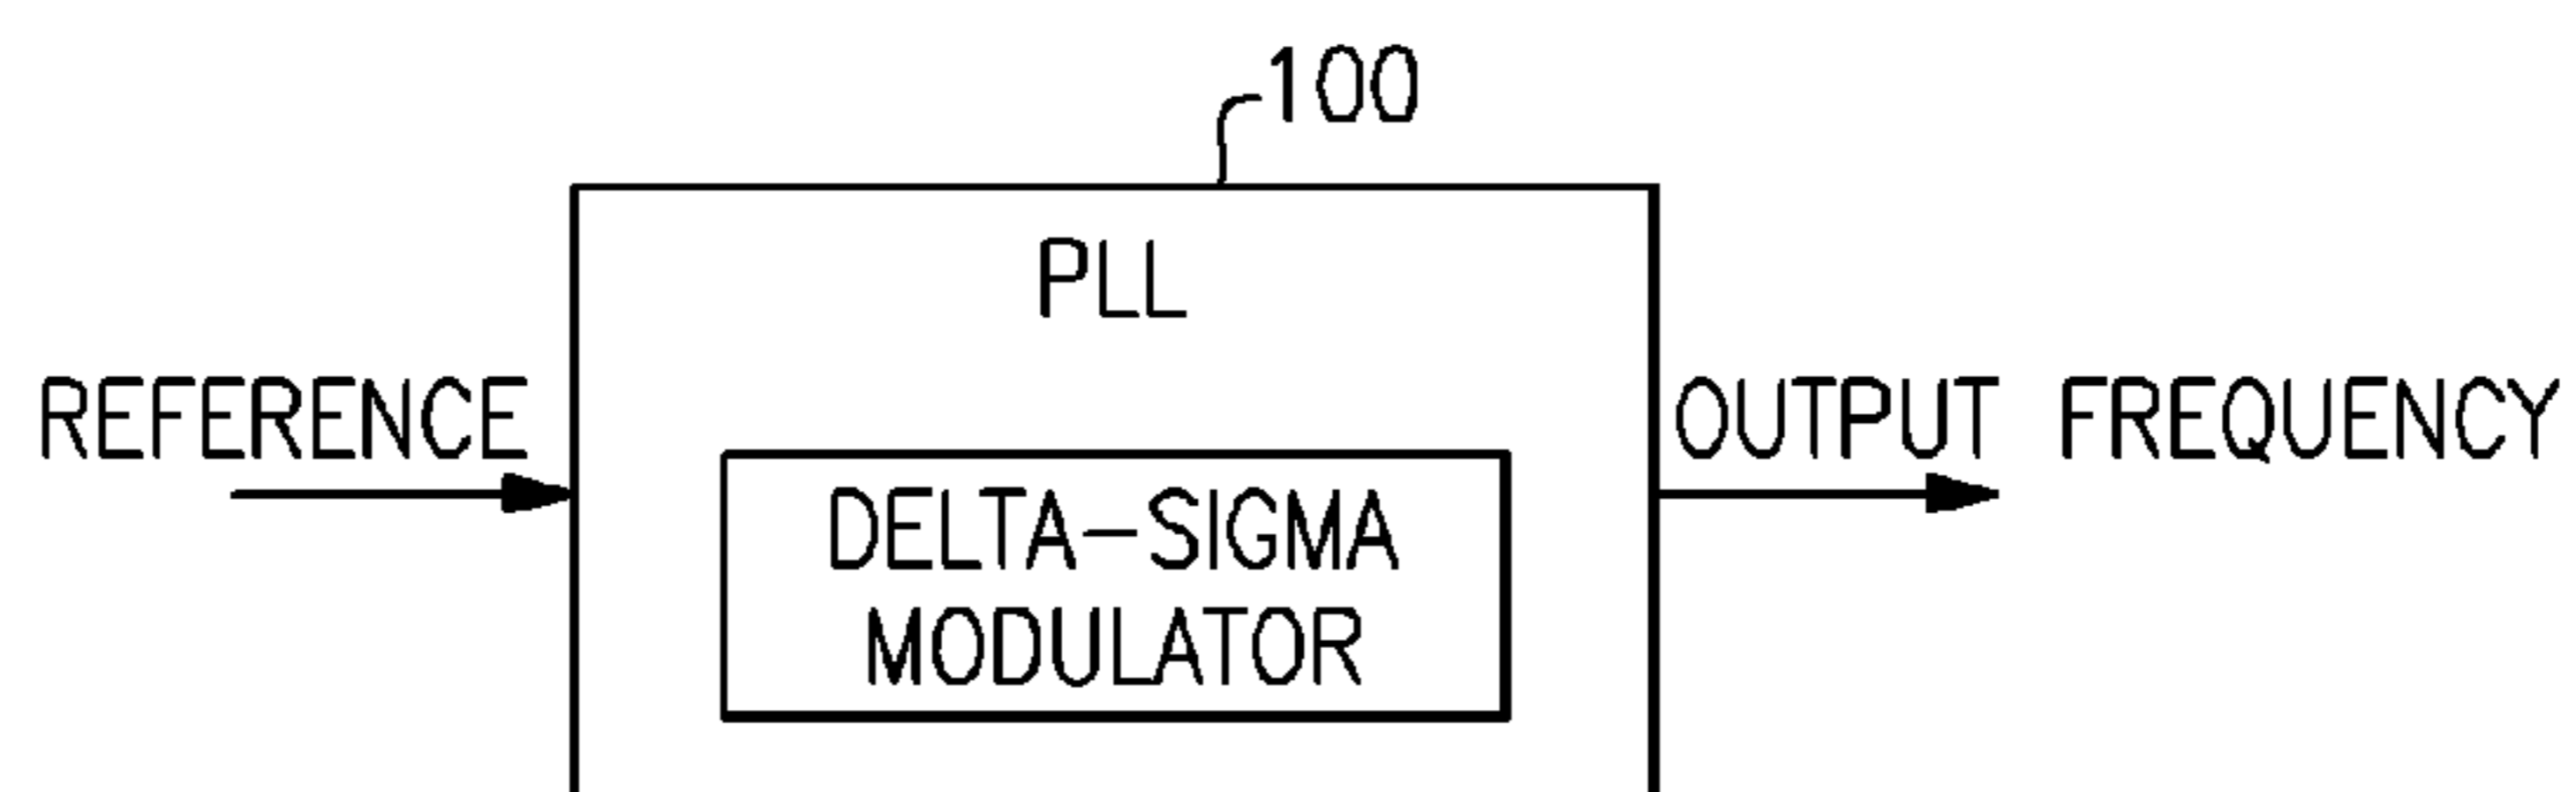 100
PLL
REFERENCE
OUTPUT FREQUENCY
DELTA-SIGMA
MODULATOR